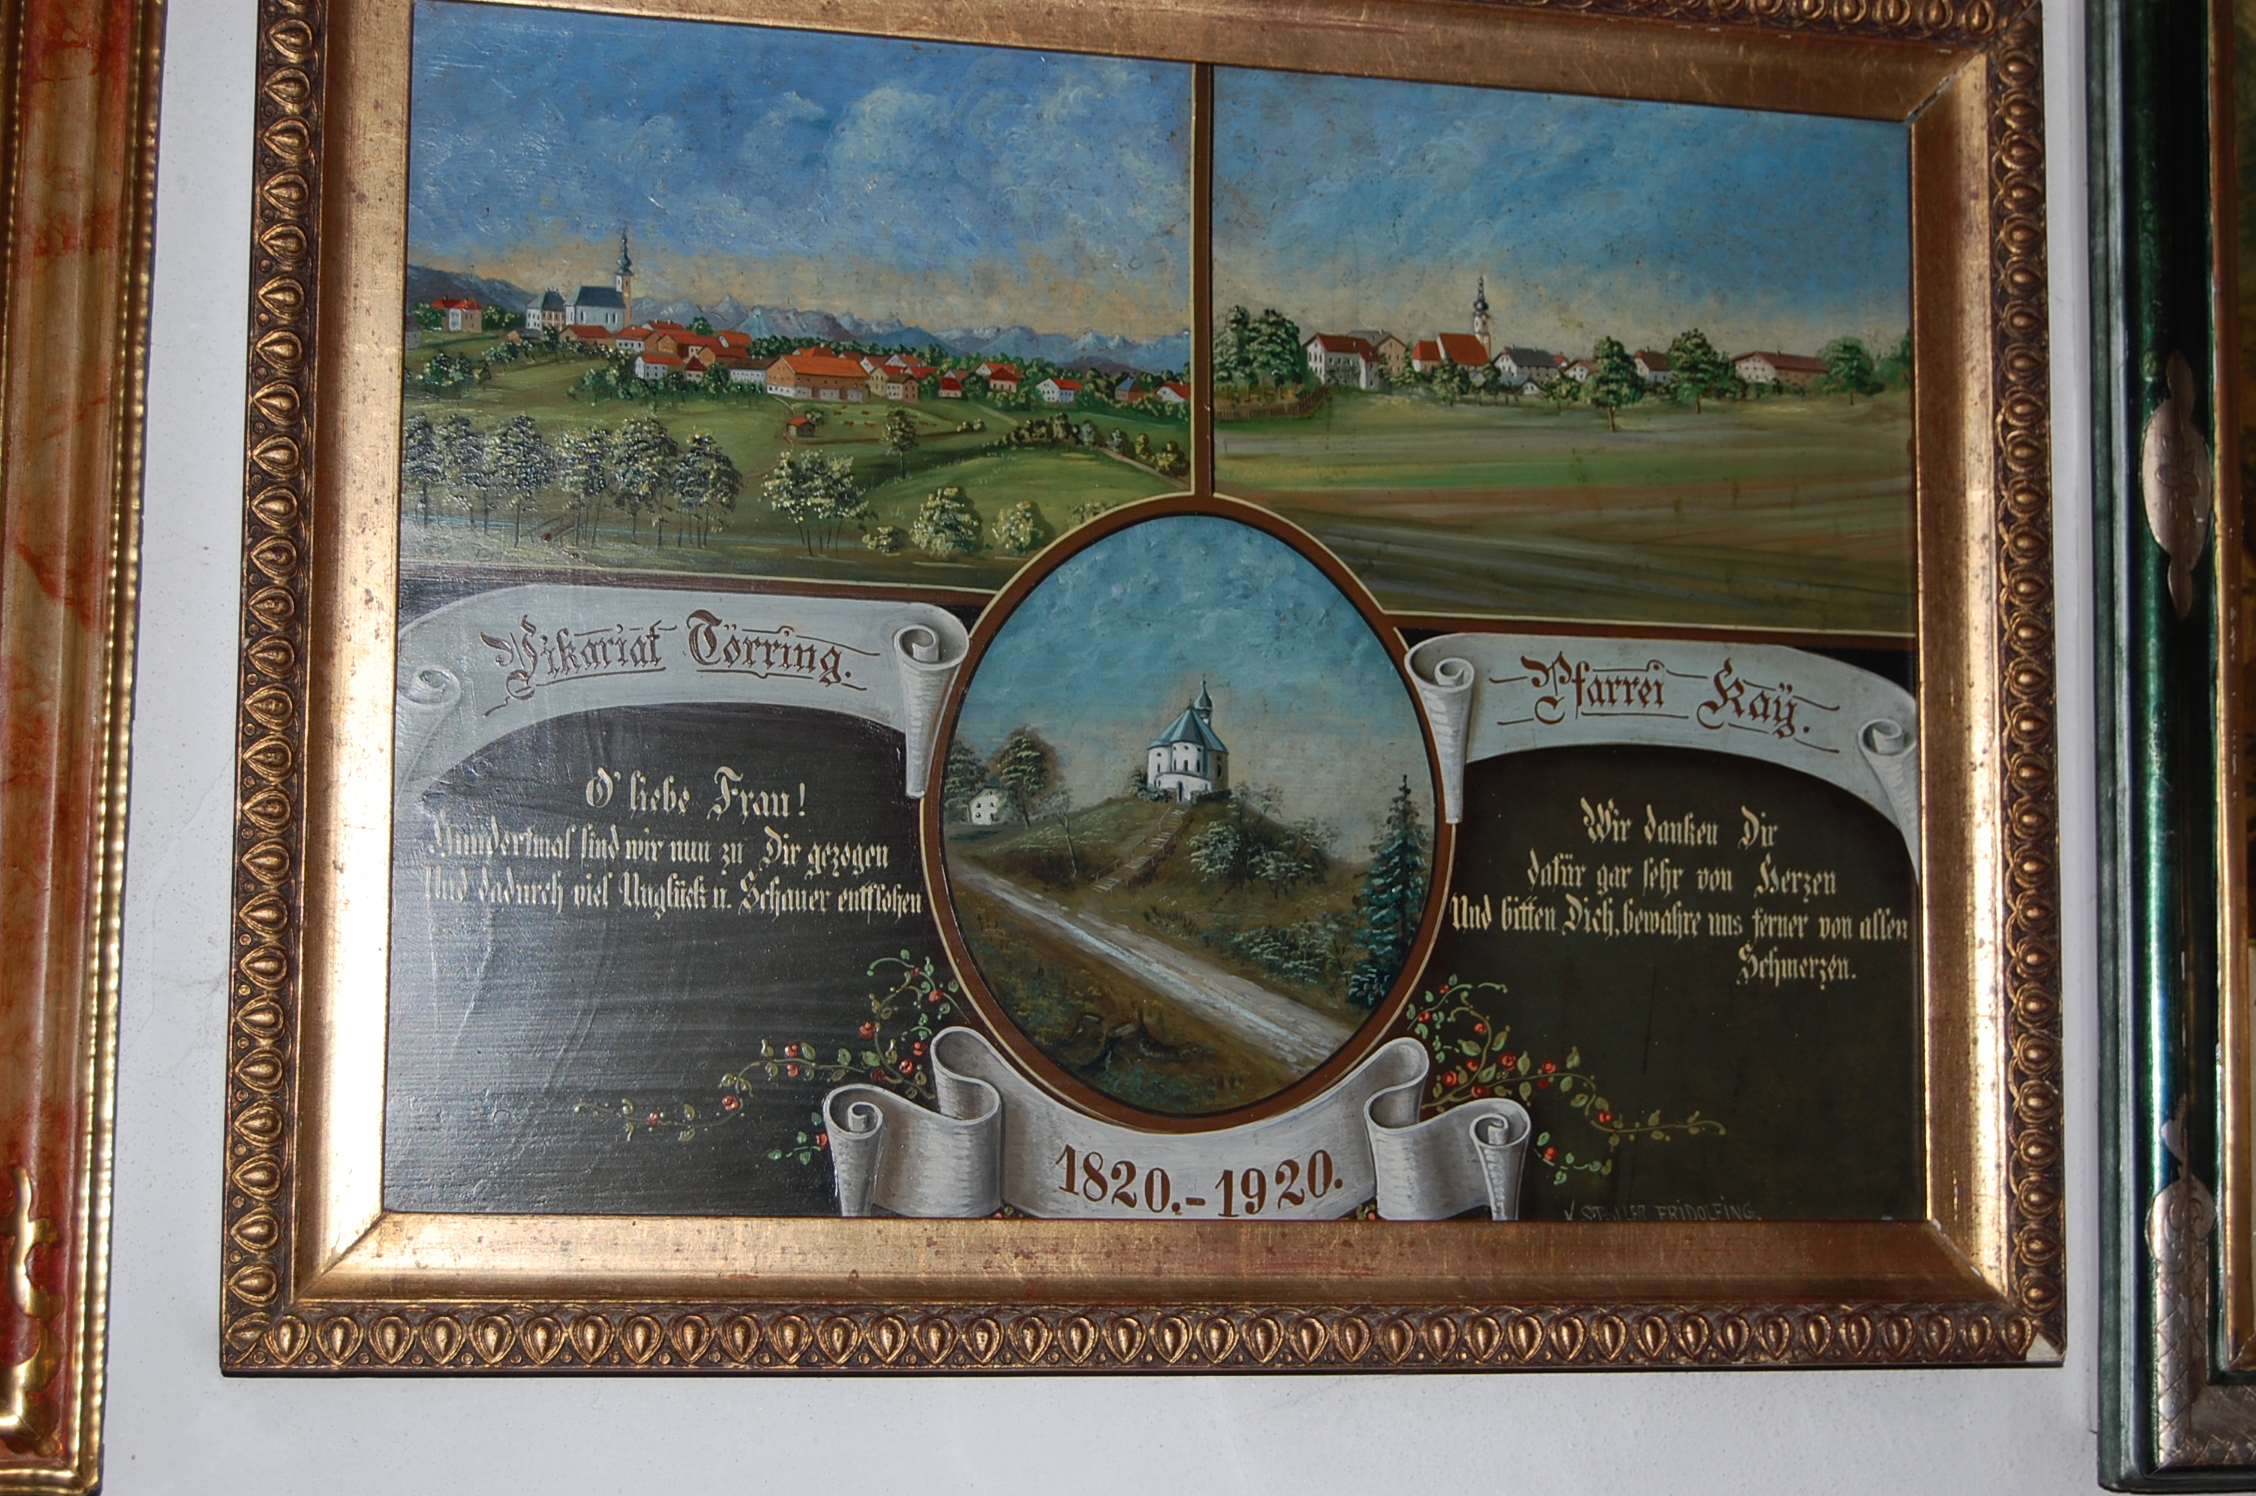 Vikariat Törring.
O' liebe Frau!
Hundertmal sind wir nun zu Dir gezogen
Und dadurch viel Unglück u. Schauer entflohen
Pfarrei Kaÿ.
Wir danken Dir
dafür gar sehr von Herzen
Und bitten Dich, bewahre uns ferner von allen
Schmerzen.
1820.-1920.
FRIDOLFING.